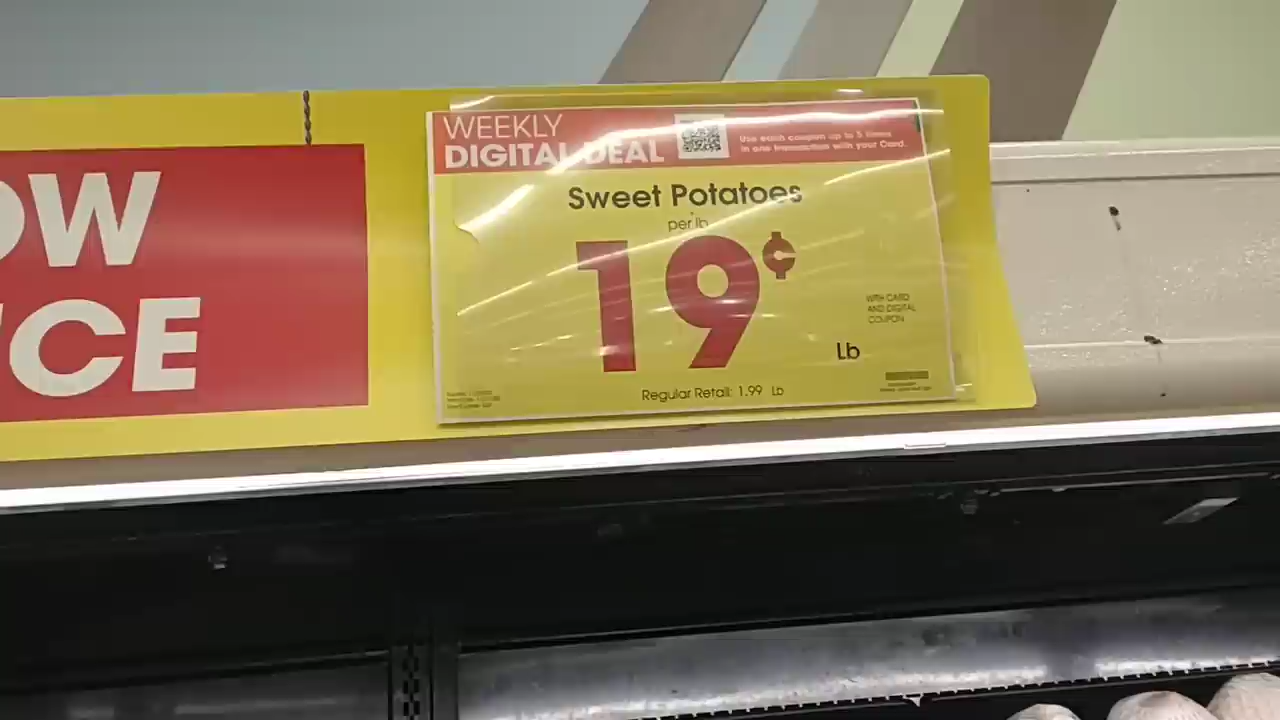 OW
ICE
WEEKLY
DIGITAL DEAL
Use each coupon up to 5 times
in one transaction with your Card.
Sweet Potatoes
per lb
19¢
WITH CARD
AND DIGITAL
COUPON
Lb
Regular Retail: 1.99 Lb